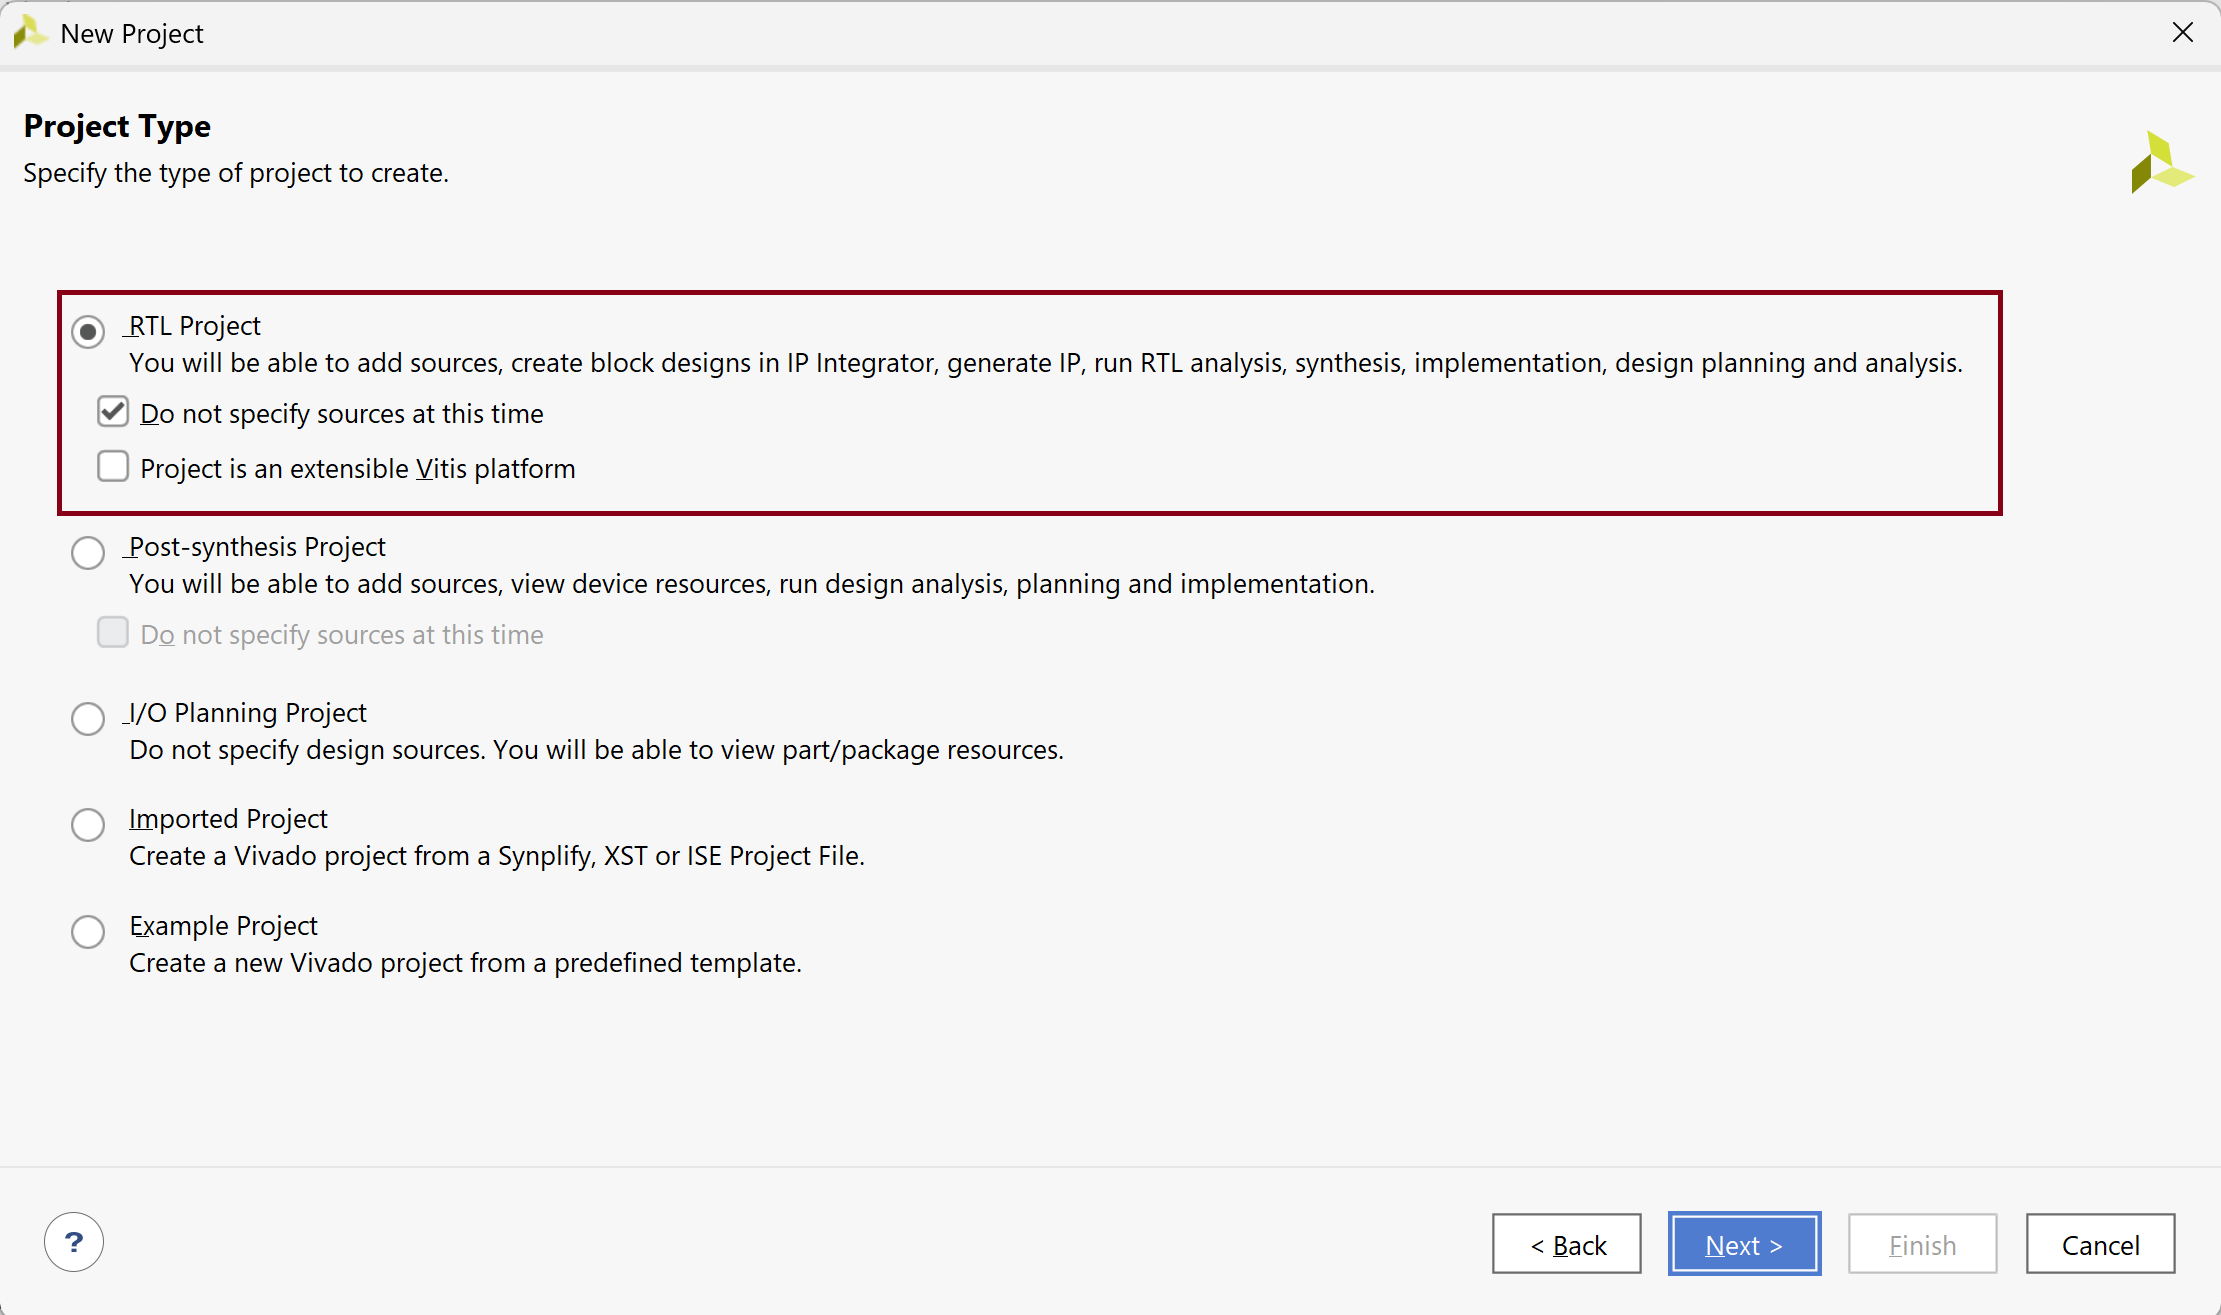 New Project
Project Type
Specify the type of project to create.
RTL Project
You will be able to add sources, create block designs in IP Integrator, generate IP, run RTL analysis, synthesis, implementation, design planning and analysis.
Do not specify sources at this time
Project is an extensible Vitis platform
Post-synthesis Project
You will be able to add sources, view device resources, run design analysis, planning and implementation.
Do not specify sources at this time
I/O Planning Project
Do not specify design sources. You will be able to view part/package resources.
Imported Project
Create a Vivado project from a Synplify, XST or ISE Project File.
Example Project
Create a new Vivado project from a predefined template.
? < Back Next > Finish Cancel